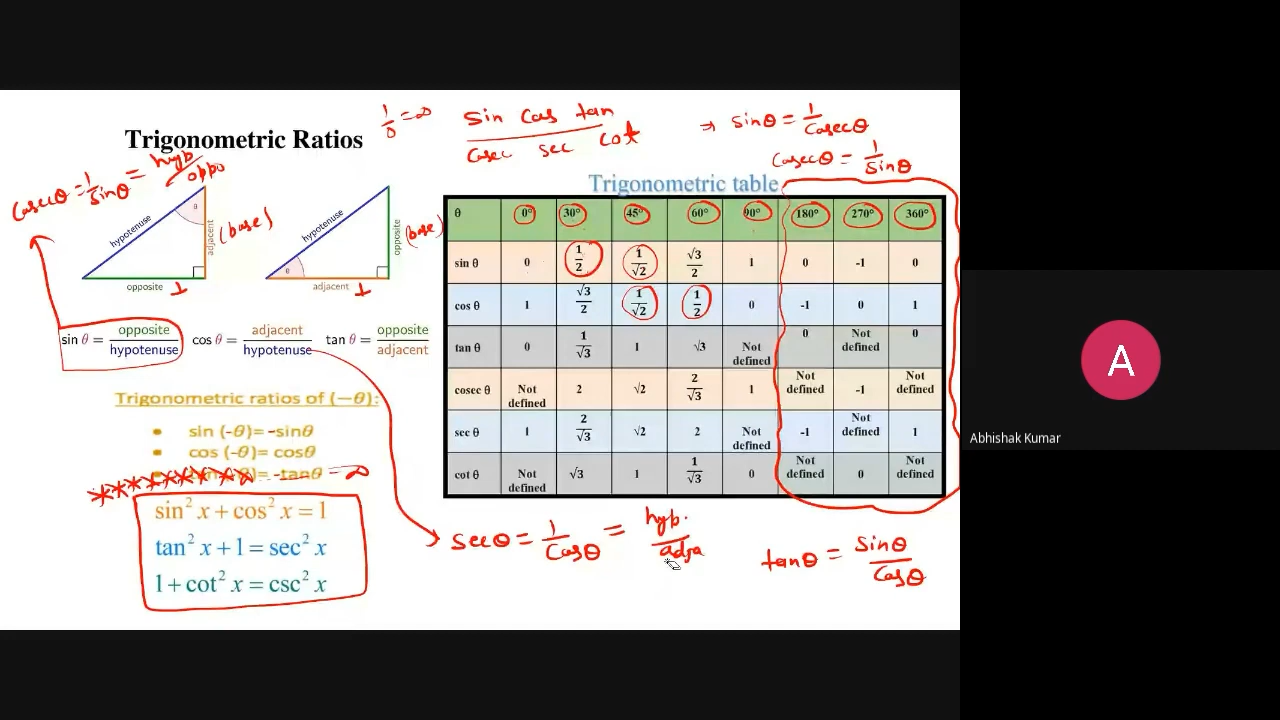 1/0 = ∞
sin cos tan
cosec sec cot
⇒ sinθ = 1/cosecθ
cosecθ = 1/sinθ
Trigonometric Ratios
cosecθ = 1/sinθ = hyp/oppo
hypotenuse
θ
adjacent
(base)
opposite
⊥
hypotenuse
θ
opposite
(base)
adjacent
⊥
sin θ = opposite/hypotenuse cos θ = adjacent/hypotenuse tan θ = opposite/adjacent
Trigonometric ratios of (−θ):
• sin (-θ)= -sinθ
• cos (-θ)= cosθ
)= -tanθ = ∞
sin² x + cos² x = 1
tan² x + 1 = sec² x
1 + cot² x = csc² x
Trigonometric table
θ 0° 30° 45° 60° 90° 180° 270° 360°
sin θ 0 1/2 1/√2 √3/2 1 0 -1 0
cos θ 1 √3/2 1/√2 1/2 0 -1 0 1
tan θ 0 1/√3 1 √3 Not defined 0 Not defined 0
cosec θ Not defined 2 √2 2/√3 1 Not defined -1 Not defined
sec θ 1 2/√3 √2 2 Not defined -1 Not defined 1
cot θ Not defined √3 1 1/√3 0 Not defined 0 Not defined
secθ = 1/cosθ = hyp./adja
tanθ = sinθ/cosθ
A
Abhishak Kumar